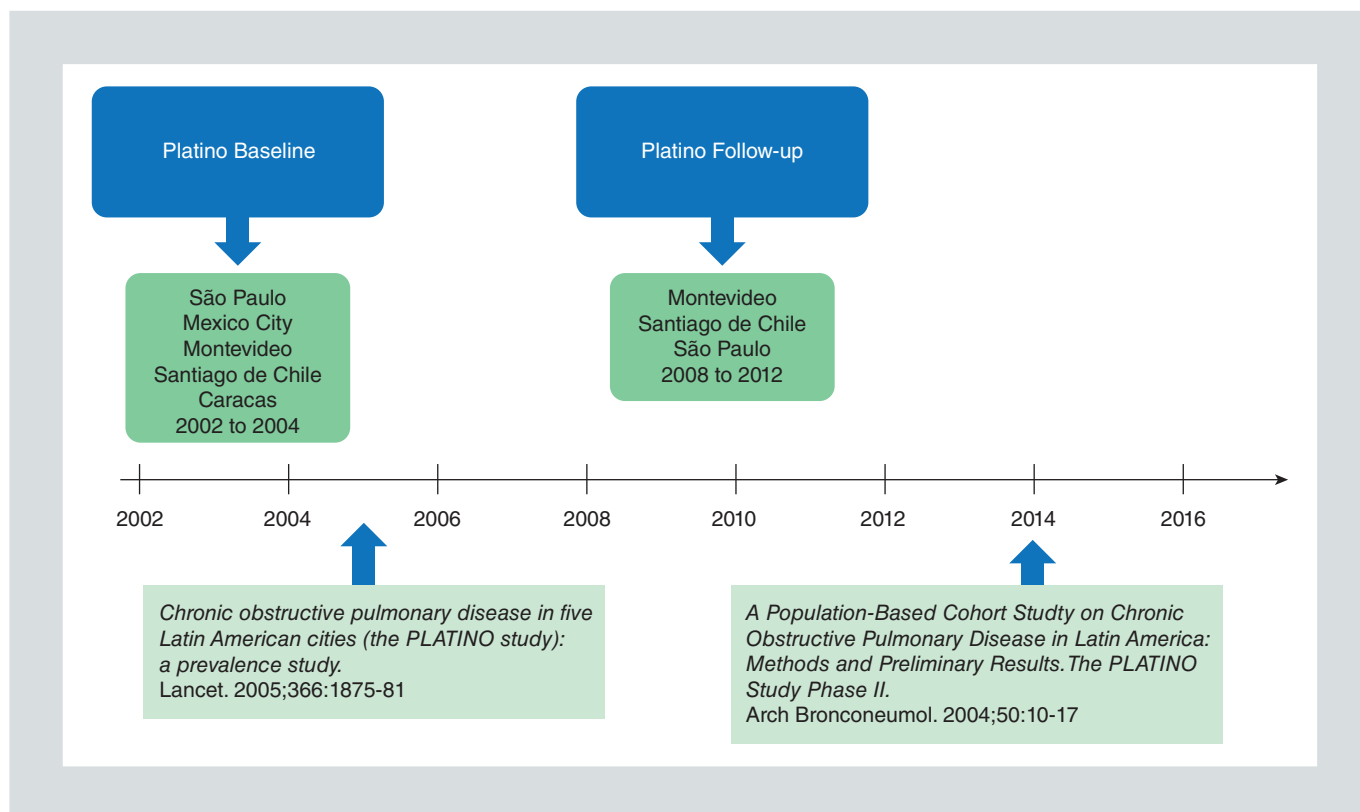 Platino Baseline
Platino Follow-up
São Paulo
Mexico City
Montevideo
Santiago de Chile
Caracas
2002 to 2004
Montevideo
Santiago de Chile
São Paulo
2008 to 2012
2002
2004
2006
2008
2010
2012
2014
2016
Chronic obstructive pulmonary disease in five
Latin American cities (the PLATINO study):
a prevalence study.
Lancet. 2005;366:1875-81
A Population-Based Cohort Studty on Chronic
Obstructive Pulmonary Disease in Latin America:
Methods and Preliminary Results. The PLATINO
Study Phase II.
Arch Bronconeumol. 2004;50:10-17